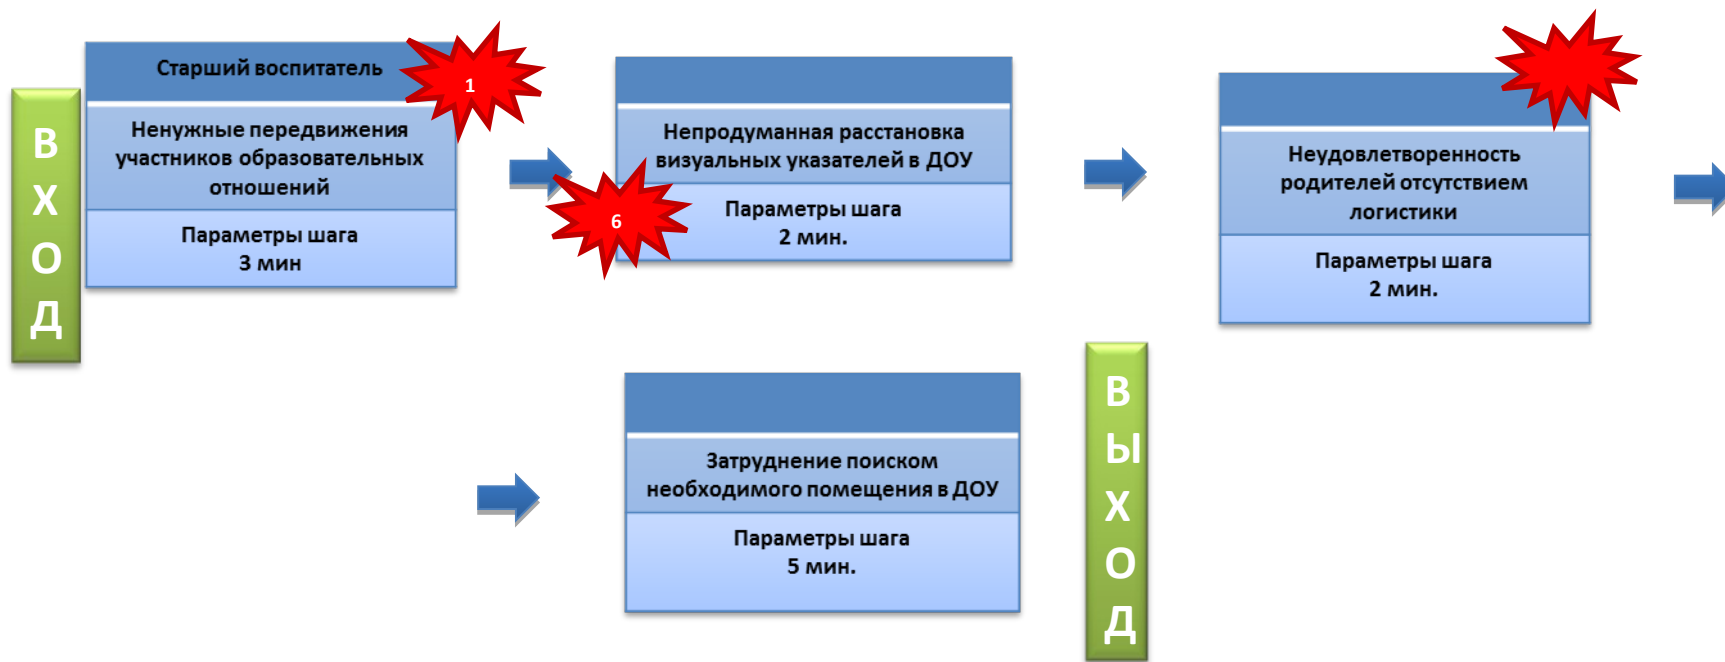 ВХОД
Старший воспитатель
1
Ненужные передвижения
участников образовательных
отношений
Параметры шага
3 мин
Непродуманная расстановка
визуальных указателей в ДОУ
6
Параметры шага
2 мин.
Неудовлетворенность
родителей отсутствием
логистики
Параметры шага
2 мин.
Затруднение поиском
необходимого помещения в ДОУ
Параметры шага
5 мин.
ВЫХОД